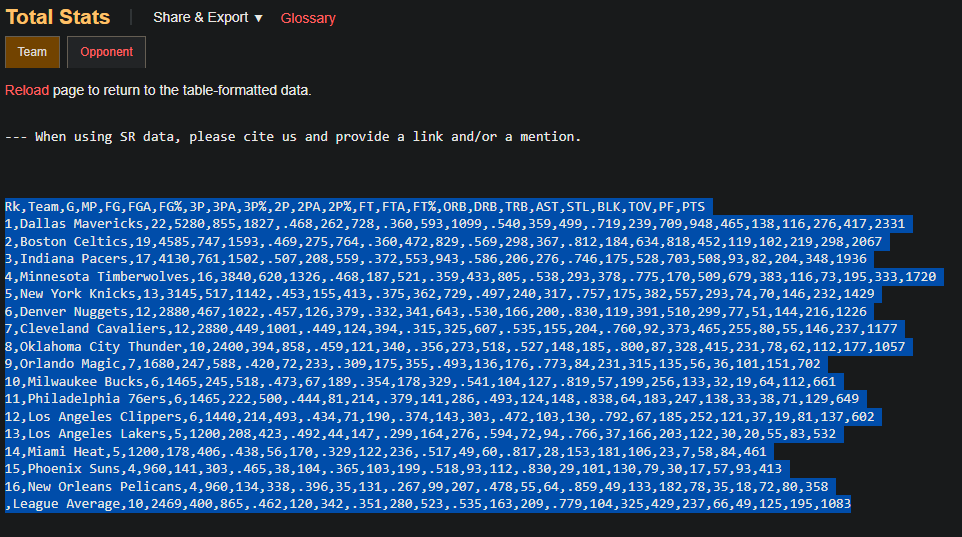 Total Stats Share & Export ▼ Glossary
Team Opponent
Reload page to return to the table-formatted data.
--- When using SR data, please cite us and provide a link and/or a mention.
Rk,Team,G,MP,FG,FGA,FG%,3P,3PA,3P%,2P,2PA,2P%,FT,FTA,FT%,ORB,DRB,TRB,AST,STL,BLK,TOV,PF,PTS
1,Dallas Mavericks,22,5280,855,1827,.468,262,728,.360,593,1099,.540,359,499,.719,239,709,948,465,138,116,276,417,2331
2,Boston Celtics,19,4585,747,1593,.469,275,764,.360,472,829,.569,298,367,.812,184,634,818,452,119,102,219,298,2067
3,Indiana Pacers,17,4130,761,1502,.507,208,559,.372,553,943,.586,206,276,.746,175,528,703,508,93,82,204,348,1936
4,Minnesota Timberwolves,16,3840,620,1326,.468,187,521,.359,433,805,.538,293,378,.775,170,509,679,383,116,73,195,333,1720
5,New York Knicks,13,3145,517,1142,.453,155,413,.375,362,729,.497,240,317,.757,175,382,557,293,74,70,146,232,1429
6,Denver Nuggets,12,2880,467,1022,.457,126,379,.332,341,643,.530,166,200,.830,119,391,510,299,77,51,144,216,1226
7,Cleveland Cavaliers,12,2880,449,1001,.449,124,394,.315,325,607,.535,155,204,.760,92,373,465,255,80,55,146,237,1177
8,Oklahoma City Thunder,10,2400,394,858,.459,121,340,.356,273,518,.527,148,185,.800,87,328,415,231,78,62,112,177,1057
9,Orlando Magic,7,1680,247,588,.420,72,233,.309,175,355,.493,136,176,.773,84,231,315,135,56,36,101,151,702
10,Milwaukee Bucks,6,1465,245,518,.473,67,189,.354,178,329,.541,104,127,.819,57,199,256,133,32,19,64,112,661
11,Philadelphia 76ers,6,1465,222,500,.444,81,214,.379,141,286,.493,124,148,.838,64,183,247,138,33,38,71,129,649
12,Los Angeles Clippers,6,1440,214,493,.434,71,190,.374,143,303,.472,103,130,.792,67,185,252,121,37,19,81,137,602
13,Los Angeles Lakers,5,1200,208,423,.492,44,147,.299,164,276,.594,72,94,.766,37,166,203,122,30,20,55,83,532
14,Miami Heat,5,1200,178,406,.438,56,170,.329,122,236,.517,49,60,.817,28,153,181,106,23,7,58,84,461
15,Phoenix Suns,4,960,141,303,.465,38,104,.365,103,199,.518,93,112,.830,29,101,130,79,30,17,57,93,413
16,New Orleans Pelicans,4,960,134,338,.396,35,131,.267,99,207,.478,55,64,.859,49,133,182,78,35,18,72,80,358
,League Average,10,2469,400,865,.462,120,342,.351,280,523,.535,163,209,.779,104,325,429,237,66,49,125,195,1083